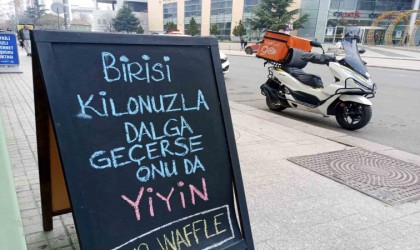 Birisi
Kilonuzla
Dalga
Geçerse
Onu da
Yiyin
Waffle